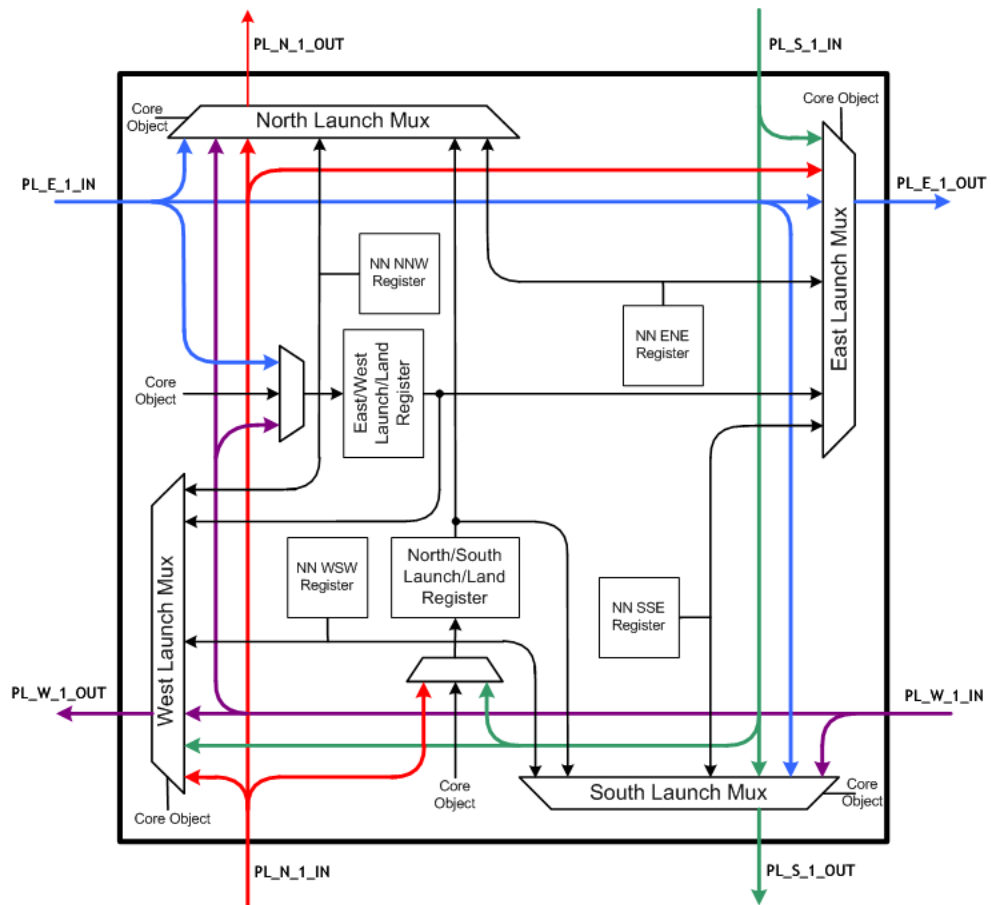 PL_N_1_OUT
PL_S_1_IN
Core
Object
North Launch Mux
Core Object
PL_E_1_IN
PL_E_1_OUT
NN NNW
Register
NN ENE
Register
East Launch Mux
East/West
Launch/Land
Register
Core
Object
North/South
Launch/Land
Register
NN WSW
Register
NN SSE
Register
West Launch Mux
PL_W_1_OUT
PL_W_1_IN
Core
Object
South Launch Mux
Core
Object
Core Object
PL_N_1_IN
PL_S_1_OUT